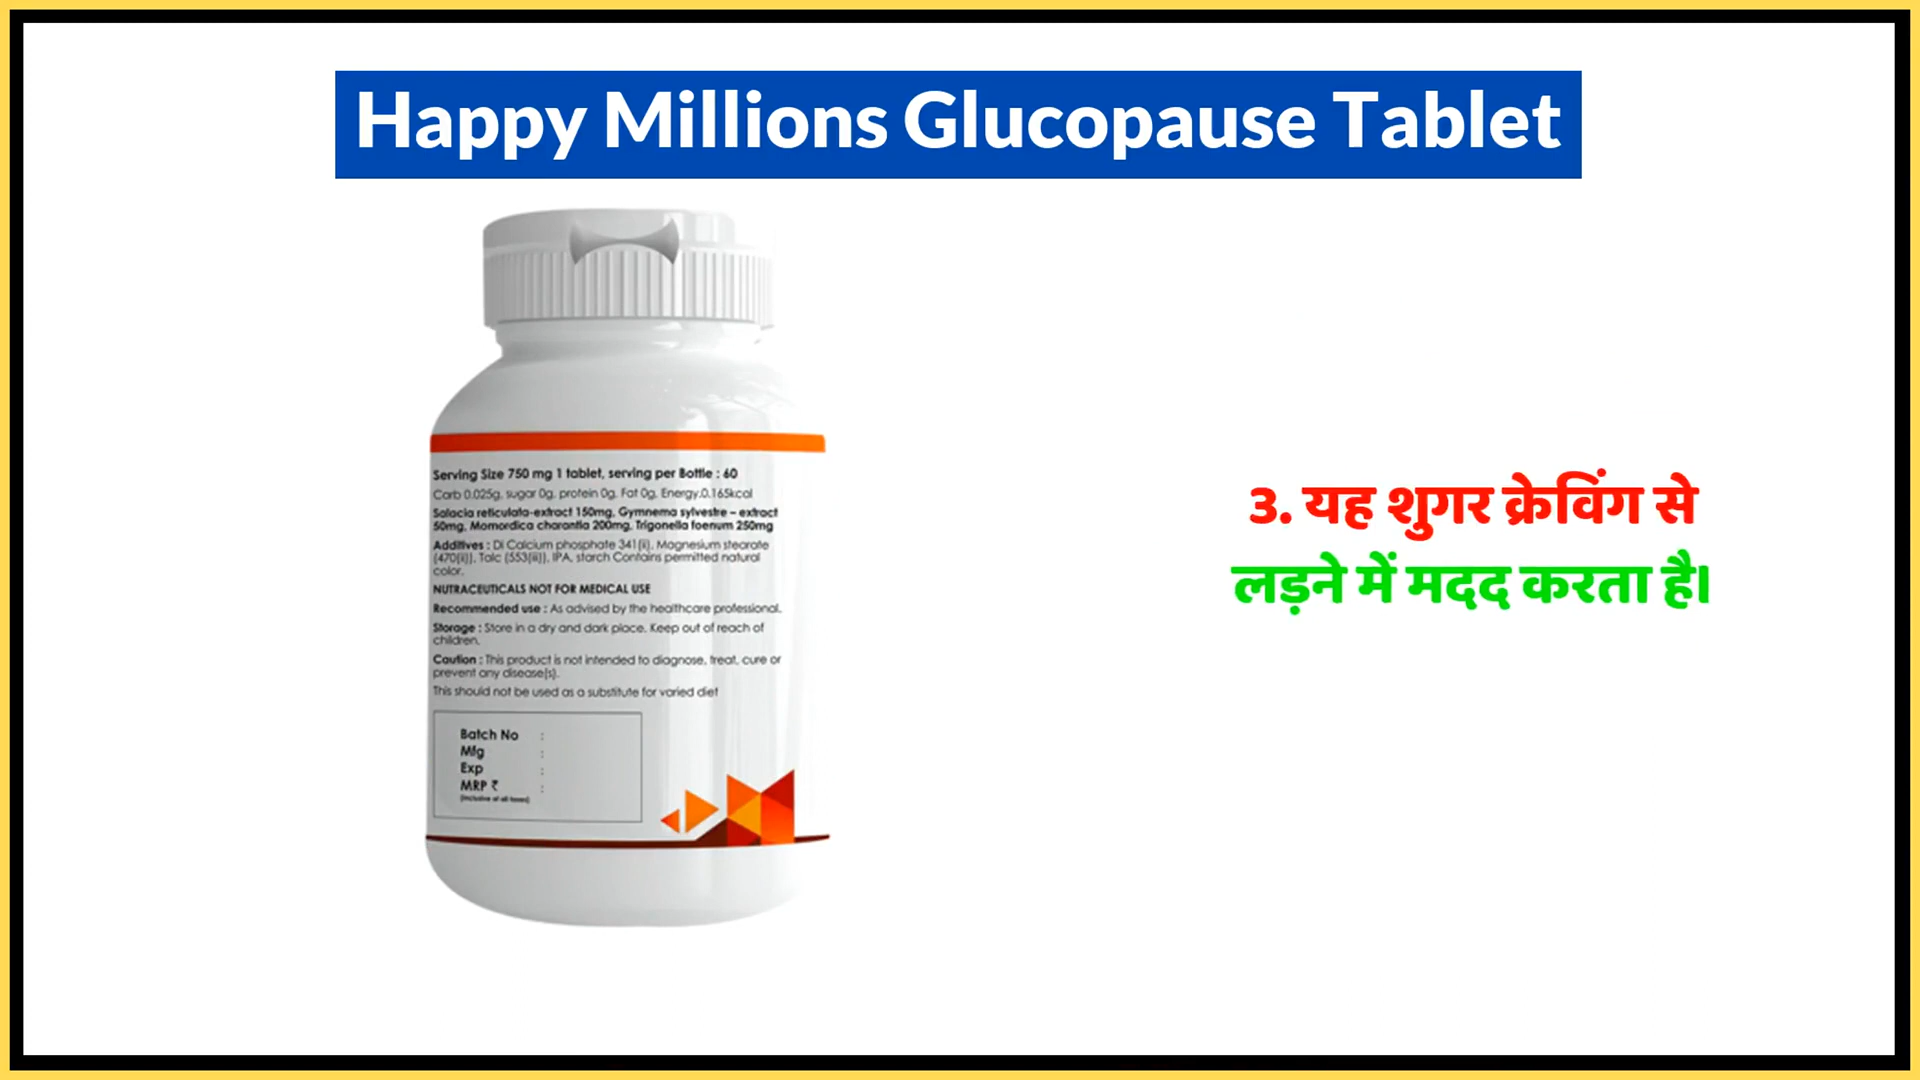 Happy Millions Glucopause Tablet
Serving Size 750 mg 1 tablet, serving per Bottle : 60
Carb 0.025g, sugar 0g, protein 0g, Fat 0g, Energy:0.165kcal
Salacia reticulata-extract 150mg, Gymnema sylvestre – extract
50mg, Momordica charantia 200mg, Trigonella foenum 250mg
Additives : Di Calcium phosphate 341(ii), Magnesium stearate
(470(ii)), Talc (553(iii)), IPA, starch Contains permitted natural
color.
NUTRACEUTICALS NOT FOR MEDICAL USE
Recommended use : As advised by the healthcare professional.
Storage : Store in a dry and dark place. Keep out of reach of
children.
Caution : This product is not intended to diagnose, treat, cure or
prevent any disease(s).
This should not be used as a substitute for varied diet
Batch No :
Mfg :
Exp :
MRP ₹ :
(Inclusive of all taxes)
3. यह शुगर क्रेविंग से
लड़ने में मदद करता है।